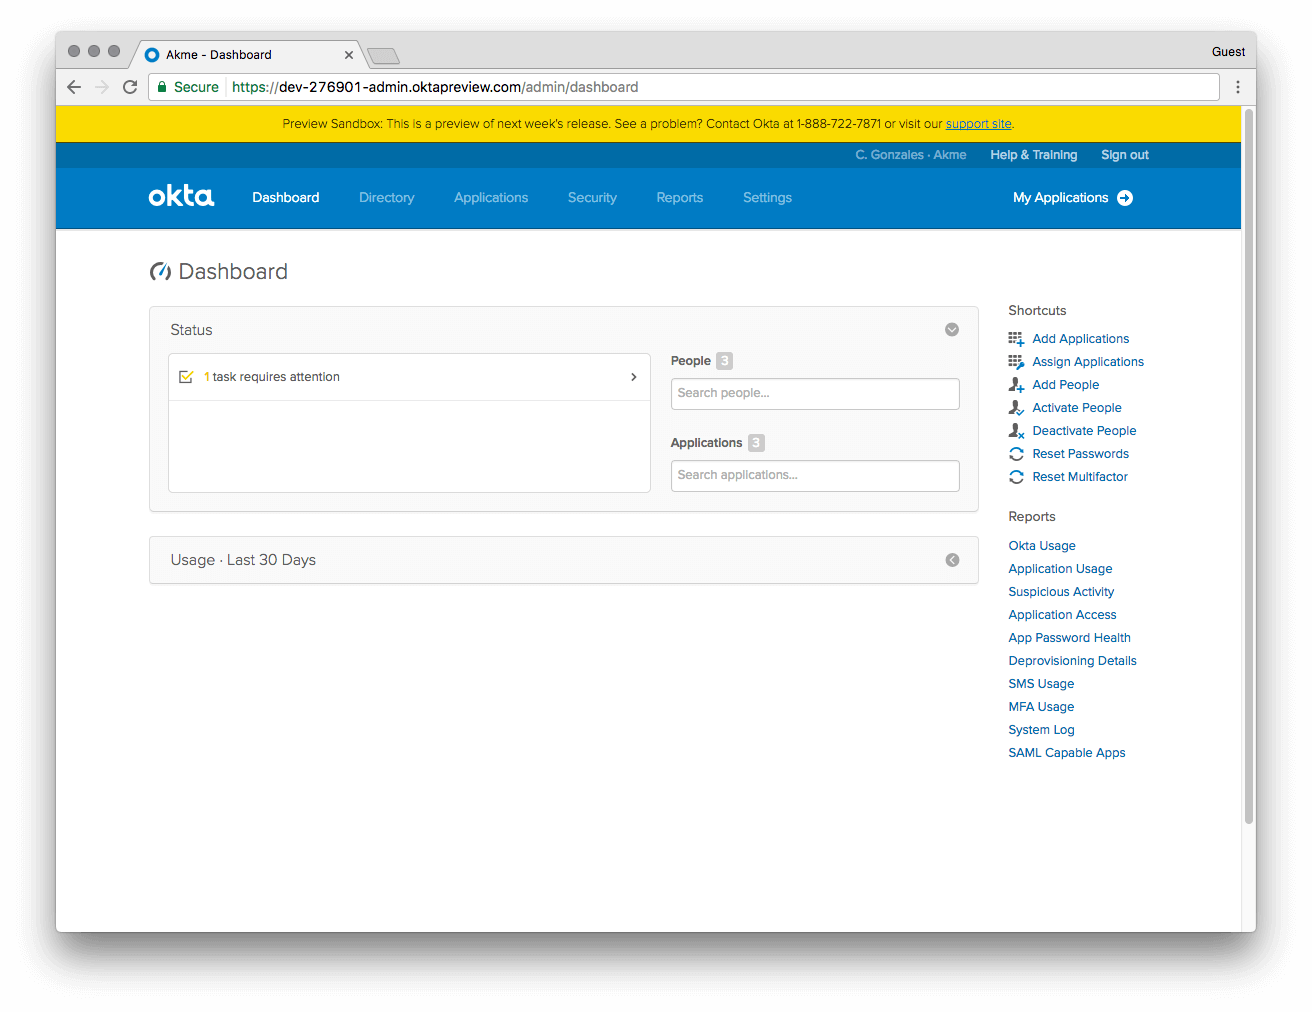 Akme - Dashboard
Guest
Secure https://dev-276901-admin.oktapreview.com/admin/dashboard
Preview Sandbox: This is a preview of next week's release. See a problem? Contact Okta at 1-888-722-7871 or visit our support site.
C. Gonzales · Akme Help & Training Sign out
okta Dashboard Directory Applications Security Reports Settings My Applications
Dashboard
Status
1 task requires attention
People 3
Search people...
Applications 3
Search applications...
Usage · Last 30 Days
Shortcuts
Add Applications
Assign Applications
Add People
Activate People
Deactivate People
Reset Passwords
Reset Multifactor
Reports
Okta Usage
Application Usage
Suspicious Activity
Application Access
App Password Health
Deprovisioning Details
SMS Usage
MFA Usage
System Log
SAML Capable Apps